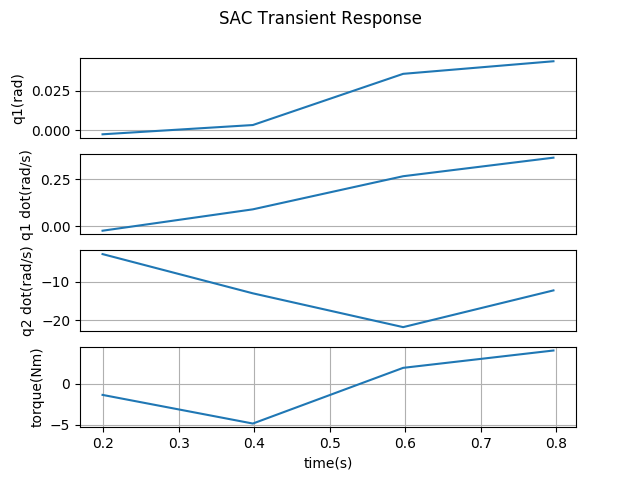 SAC Transient Response
q1(rad)
0.025
0.000
q1 dot(rad/s)
0.25
0.00
q2 dot(rad/s)
−10
−20
torque(Nm)
0
−5
0.2 0.3 0.4 0.5 0.6 0.7 0.8
time(s)